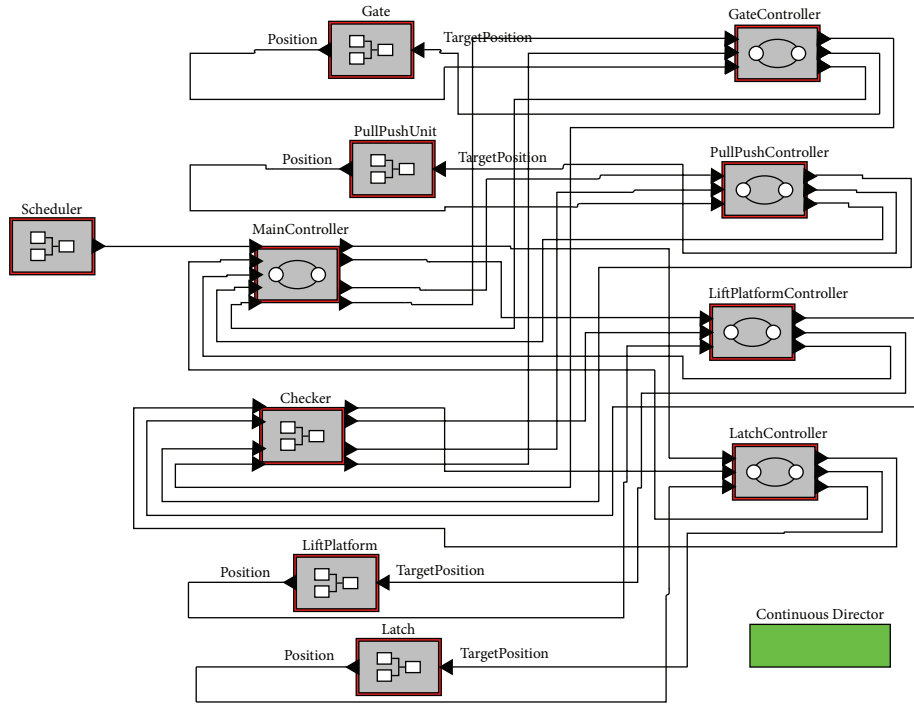 Gate
GateController
Position
TargetPosition
PullPushUnit
PullPushController
Position
TargetPosition
Scheduler
MainController
LiftPlatformController
Checker
LatchController
LiftPlatform
Position
TargetPosition
Continuous Director
Latch
Position
TargetPosition